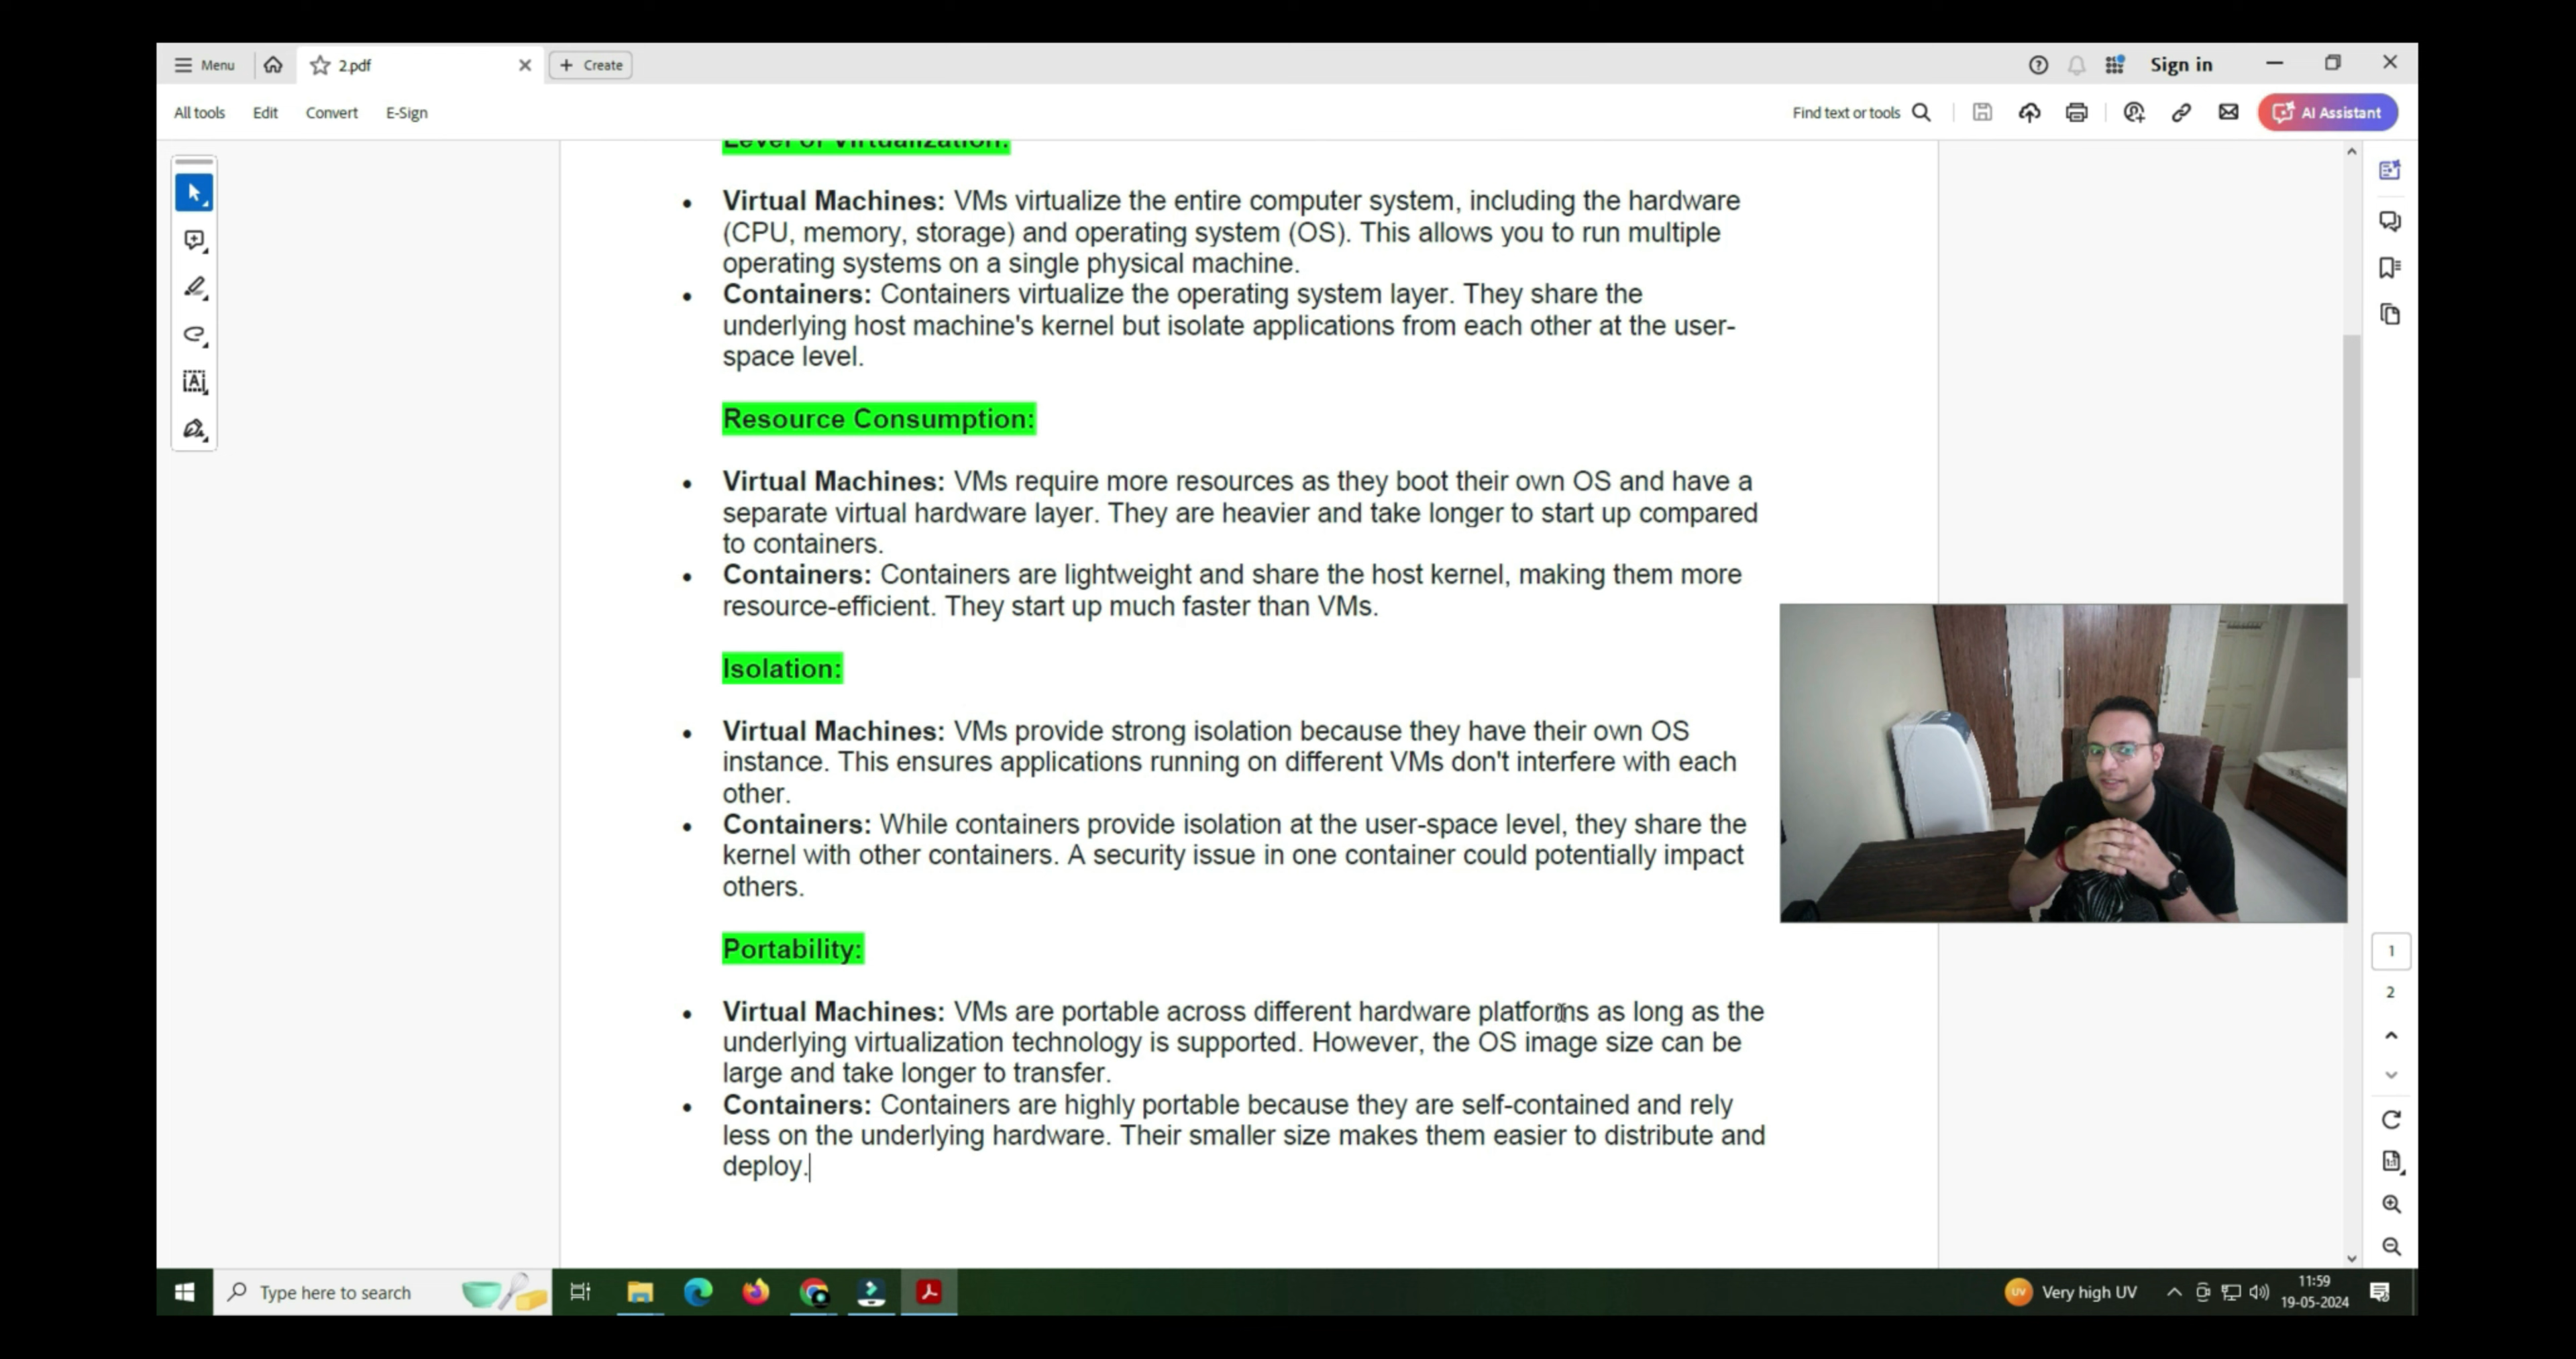 Menu
2.pdf
Create
Sign in
All tools
Edit
Convert
E-Sign
Find text or tools
AI Assistant
Level of Virtualization:
Virtual Machines: VMs virtualize the entire computer system, including the hardware
(CPU, memory, storage) and operating system (OS). This allows you to run multiple
operating systems on a single physical machine.
Containers: Containers virtualize the operating system layer. They share the
underlying host machine's kernel but isolate applications from each other at the user-
space level.
Resource Consumption:
Virtual Machines: VMs require more resources as they boot their own OS and have a
separate virtual hardware layer. They are heavier and take longer to start up compared
to containers.
Containers: Containers are lightweight and share the host kernel, making them more
resource-efficient. They start up much faster than VMs.
Isolation:
Virtual Machines: VMs provide strong isolation because they have their own OS
instance. This ensures applications running on different VMs don't interfere with each
other.
Containers: While containers provide isolation at the user-space level, they share the
kernel with other containers. A security issue in one container could potentially impact
others.
Portability:
Virtual Machines: VMs are portable across different hardware platforms as long as the
underlying virtualization technology is supported. However, the OS image size can be
large and take longer to transfer.
Containers: Containers are highly portable because they are self-contained and rely
less on the underlying hardware. Their smaller size makes them easier to distribute and
deploy.
1
2
Type here to search
UV
Very high UV
11:59
19-05-2024